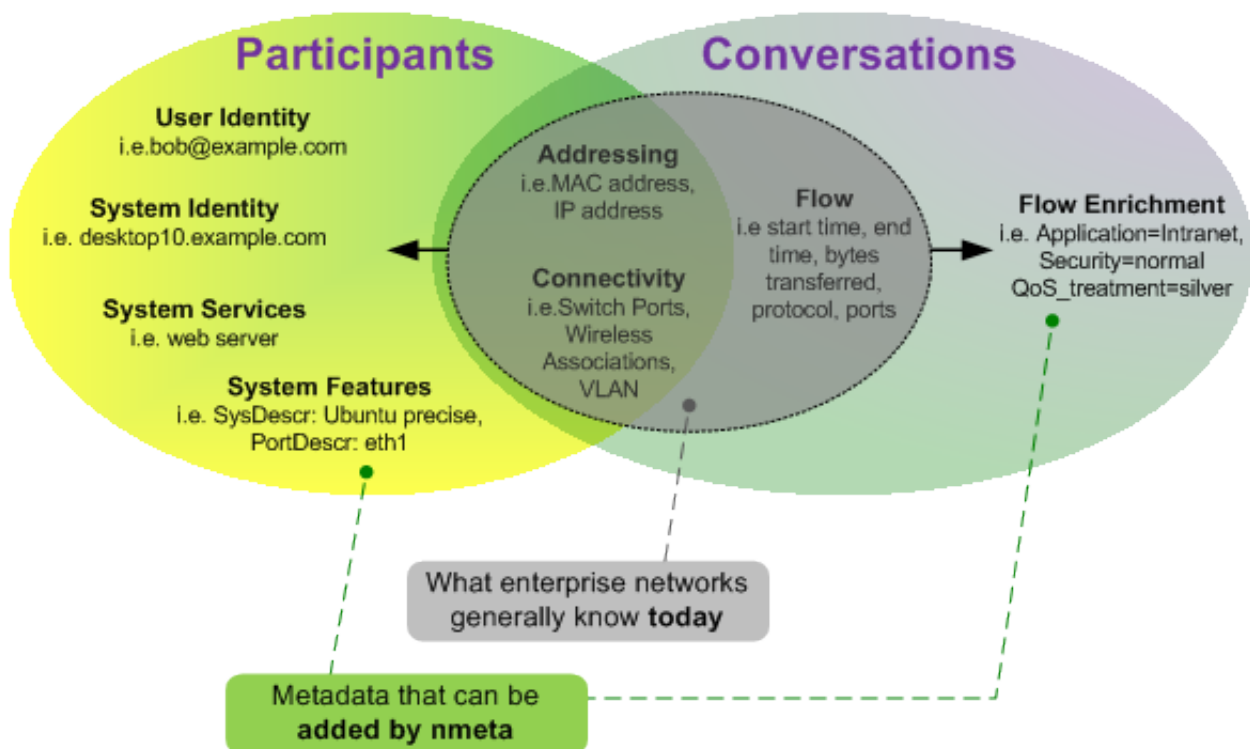 Participants
Conversations
User Identity
i.e.bob@example.com
System Identity
i.e. desktop10.example.com
System Services
i.e. web server
System Features
i.e. SysDescr: Ubuntu precise,
PortDescr: eth1
Addressing
i.e.MAC address,
IP address
Connectivity
i.e.Switch Ports,
Wireless
Associations,
VLAN
Flow
i.e start time, end
time, bytes
transferred,
protocol, ports
Flow Enrichment
i.e. Application=Intranet,
Security=normal
QoS_treatment=silver
What enterprise networks
generally know today
Metadata that can be
added by nmeta